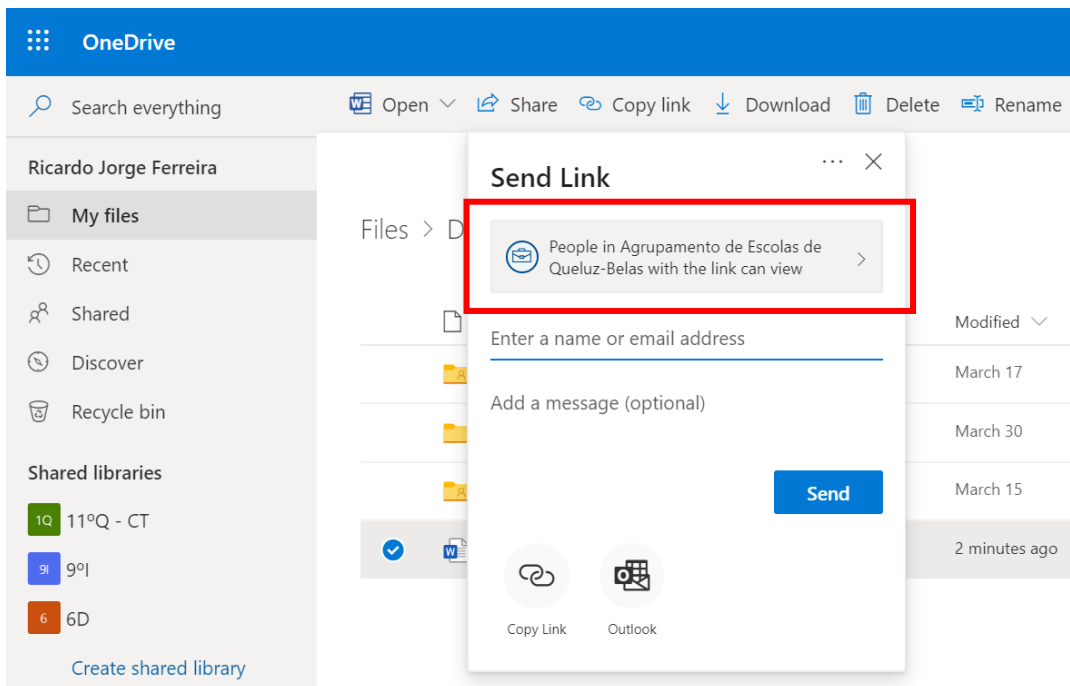 OneDrive
Search everything
Open
Share
Copy link
Download
Delete
Rename
Ricardo Jorge Ferreira
My files
Recent
Shared
Discover
Recycle bin
Shared libraries
1Q 11ºQ - CT
9I 9ºI
6 6D
Create shared library
Files > D
Modified
March 17
March 30
March 15
2 minutes ago
Send Link
People in Agrupamento de Escolas de
Queluz-Belas with the link can view
Enter a name or email address
Add a message (optional)
Send
Copy Link
Outlook